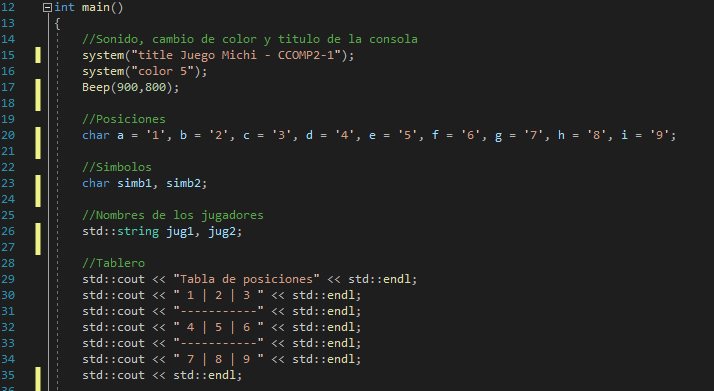 12 int main()
13 {
14 //Sonido, cambio de color y titulo de la consola
15 system("title Juego Michi - CCOMP2-1");
16 system("color 5");
17 Beep(900,800);
18
19 //Posiciones
20 char a = '1', b = '2', c = '3', d = '4', e = '5', f = '6', g = '7', h = '8', i = '9';
21
22 //Simbolos
23 char simb1, simb2;
24
25 //Nombres de los jugadores
26 std::string jug1, jug2;
27
28 //Tablero
29 std::cout << "Tabla de posiciones" << std::endl;
30 std::cout << " 1 | 2 | 3 " << std::endl;
31 std::cout << "-----------" << std::endl;
32 std::cout << " 4 | 5 | 6 " << std::endl;
33 std::cout << "-----------" << std::endl;
34 std::cout << " 7 | 8 | 9 " << std::endl;
35 std::cout << std::endl;